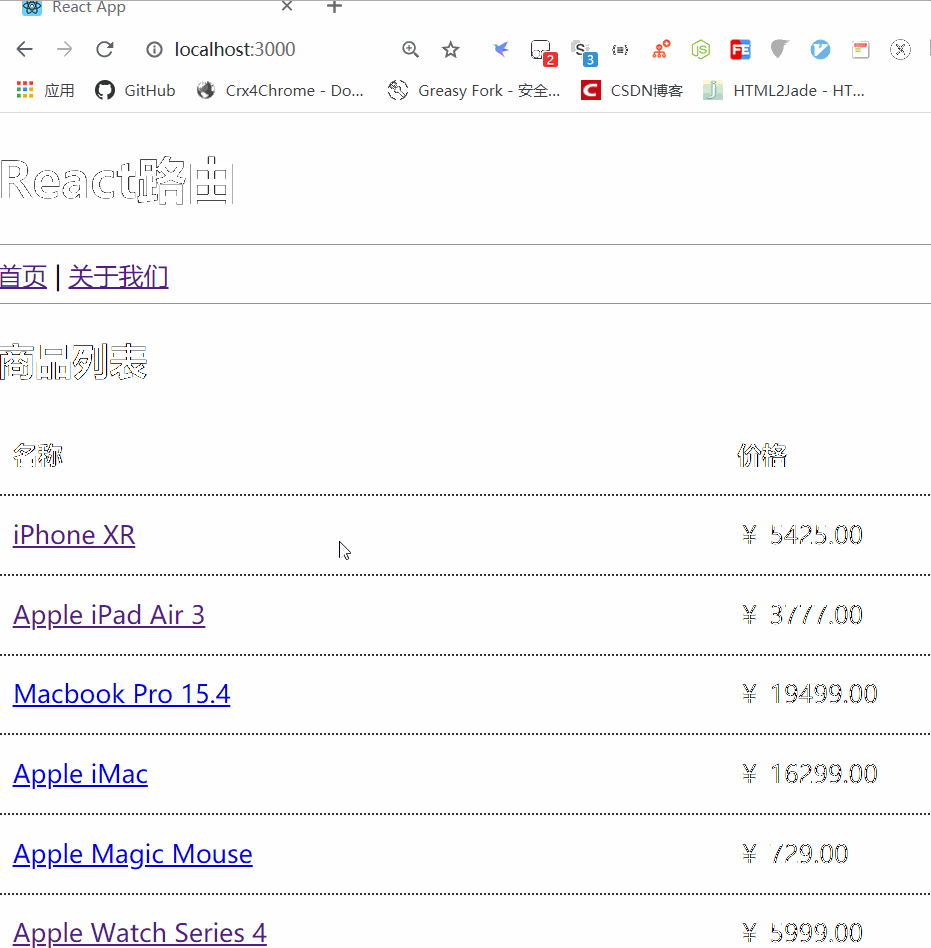 React App
localhost:3000
2
3
应用 GitHub Crx4Chrome - Do... Greasy Fork - 安全... CSDN博客 HTML2Jade - HT...
React路由
首页 | 关于我们
商品列表
名称 价格
iPhone XR ￥ 5425.00
Apple iPad Air 3 ￥ 3777.00
Macbook Pro 15.4 ￥ 19499.00
Apple iMac ￥ 16299.00
Apple Magic Mouse ￥ 729.00
Apple Watch Series 4 ￥ 5999.00